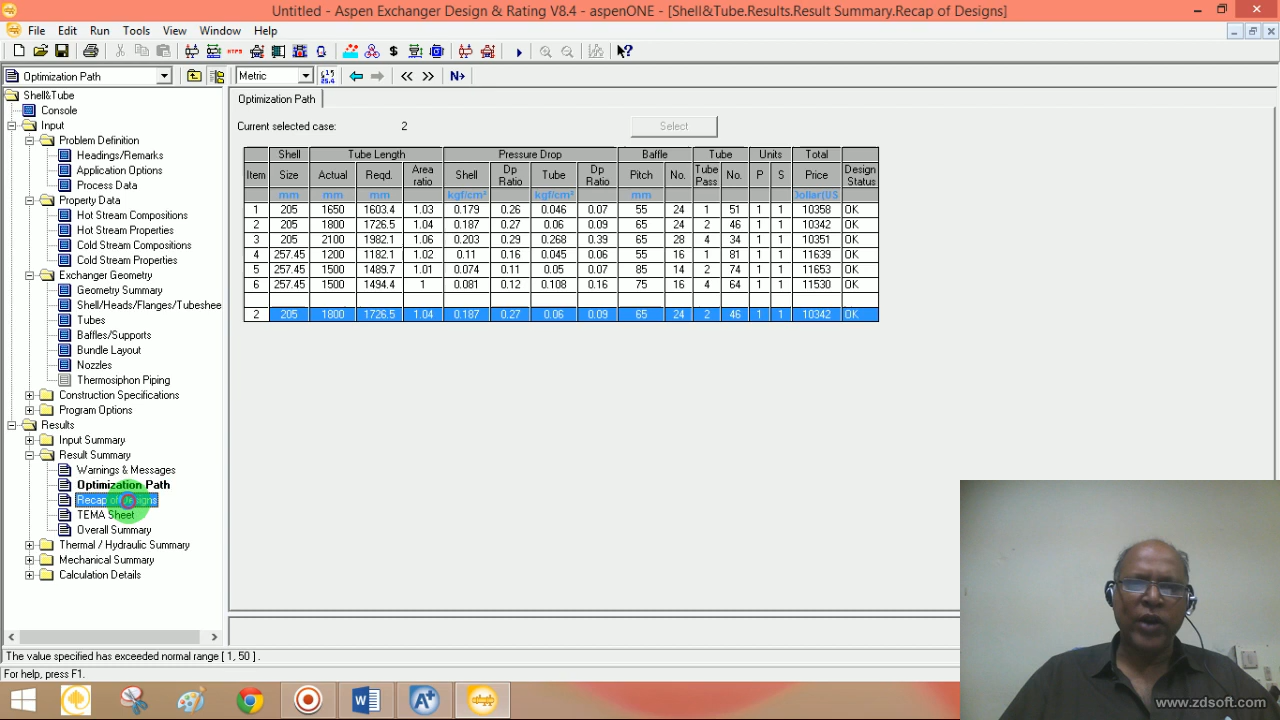 Untitled - Aspen Exchanger Design & Rating V8.4 - aspenONE - [Shell&Tube.Results.Result Summary.Recap of Designs]
File Edit Run Tools View Window Help
Optimization Path Metric
Shell&Tube
Console
Input
Problem Definition
Headings/Remarks
Application Options
Process Data
Property Data
Hot Stream Compositions
Hot Stream Properties
Cold Stream Compositions
Cold Stream Properties
Exchanger Geometry
Geometry Summary
Shell/Heads/Flanges/Tubeshee
Tubes
Baffles/Supports
Bundle Layout
Nozzles
Thermosiphon Piping
Construction Specifications
Program Options
Results
Input Summary
Result Summary
Warnings & Messages
Optimization Path
Recap of Designs
TEMA Sheet
Overall Summary
Thermal / Hydraulic Summary
Mechanical Summary
Calculation Details
Optimization Path
Current selected case: 2 Select
Shell Tube Length Pressure Drop Baffle Tube Units Total
Item Size Actual Reqd. Area ratio Shell Dp Ratio Tube Dp Ratio Pitch No. Tube Pass No. P S Price Design Status
mm mm mm kgf/cm² kgf/cm² mm Dollar(US
1 205 1650 1603.4 1.03 0.179 0.26 0.046 0.07 55 24 1 51 1 1 10358 OK
2 205 1800 1726.5 1.04 0.187 0.27 0.06 0.09 65 24 2 46 1 1 10342 OK
3 205 2100 1982.1 1.06 0.203 0.29 0.268 0.39 65 28 4 34 1 1 10351 OK
4 257.45 1200 1182.1 1.02 0.11 0.16 0.045 0.06 55 16 1 81 1 1 11639 OK
5 257.45 1500 1489.7 1.01 0.074 0.11 0.05 0.07 85 14 2 74 1 1 11653 OK
6 257.45 1500 1494.4 1 0.081 0.12 0.108 0.16 75 16 4 64 1 1 11530 OK
2 205 1800 1726.5 1.04 0.187 0.27 0.06 0.09 65 24 2 46 1 1 10342 OK
The value specified has exceeded normal range [ 1, 50 ] .
For help, press F1.
www.zdsoft.com